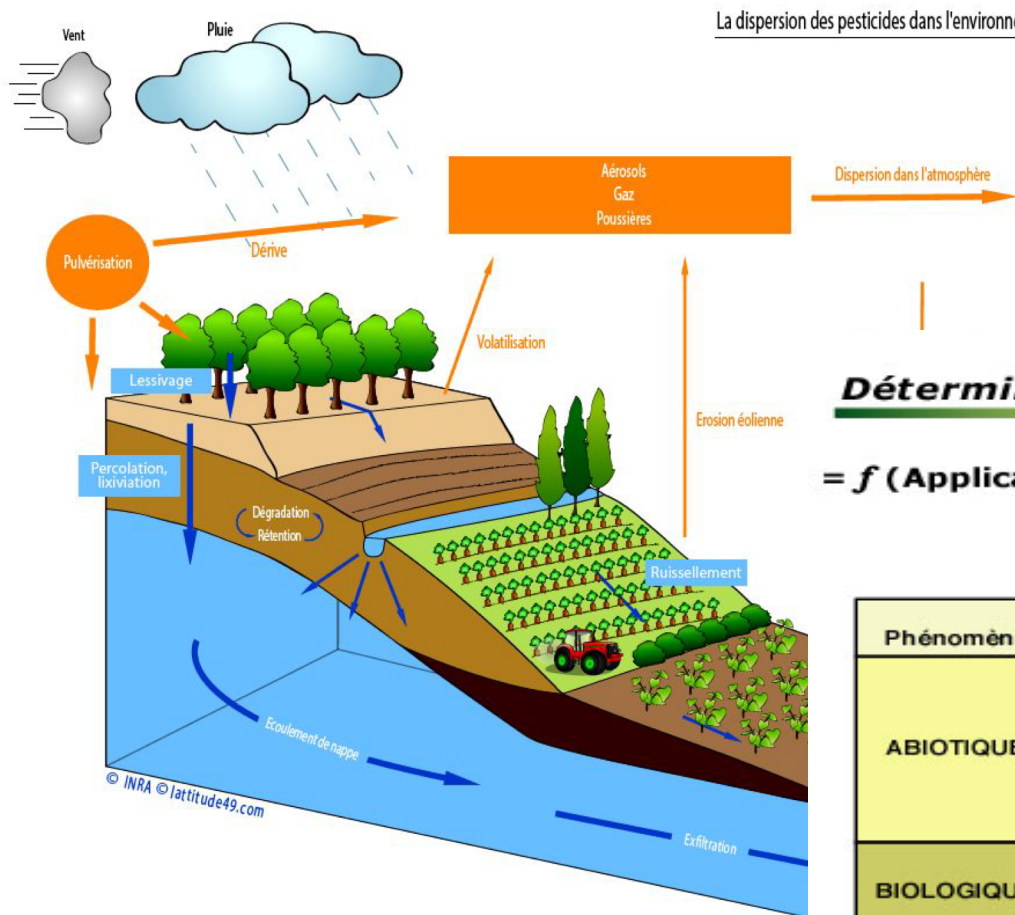 La dispersion des pesticides dans l'environn
Vent
Pluie
Aérosols
Gaz
Poussières
Dispersion dans l'atmosphère
Pulvérisation
Dérive
Volatilisation
Erosion éolienne
Lessivage
Percolation,
lixiviation
Dégradation
Rétention
Ruissellement
Ecoulement de nappe
Exfiltration
© INRA © lattitude49.com
Détermi
= f (Applica
Phénomèn
ABIOTIQUE
BIOLOGIQU